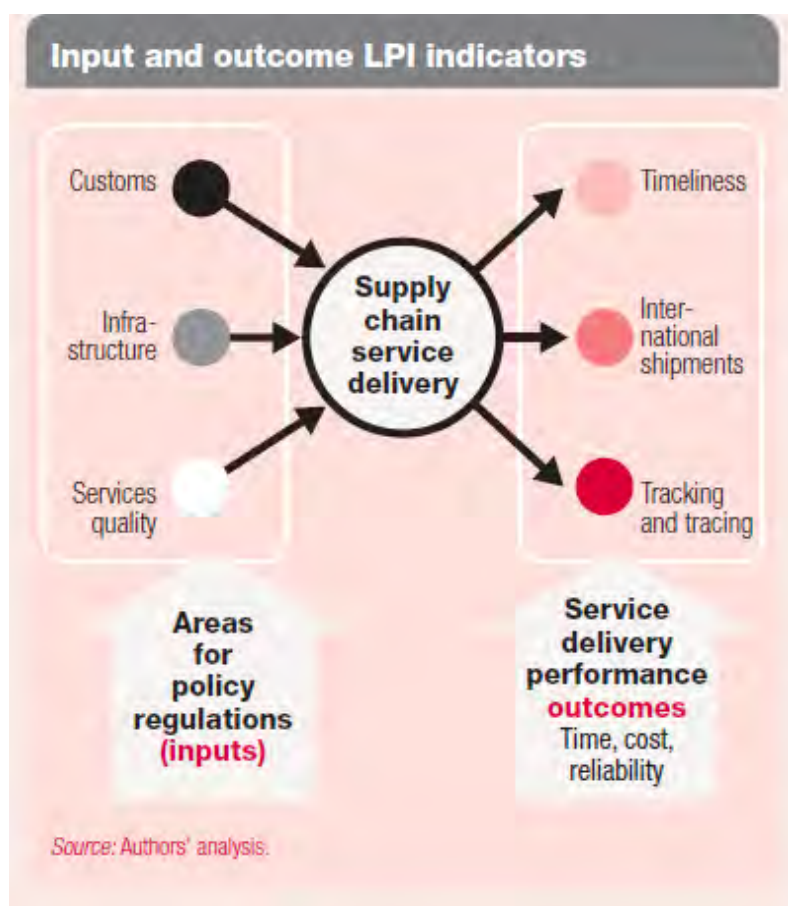 Input and outcome LPI indicators
Customs
Infra-
structure
Services
quality
Supply
chain
service
delivery
Timeliness
Inter-
national
shipments
Tracking
and tracing
Areas
for
policy
regulations
(inputs)
Service
delivery
performance
outcomes
Time, cost,
reliability
Source: Authors' analysis.